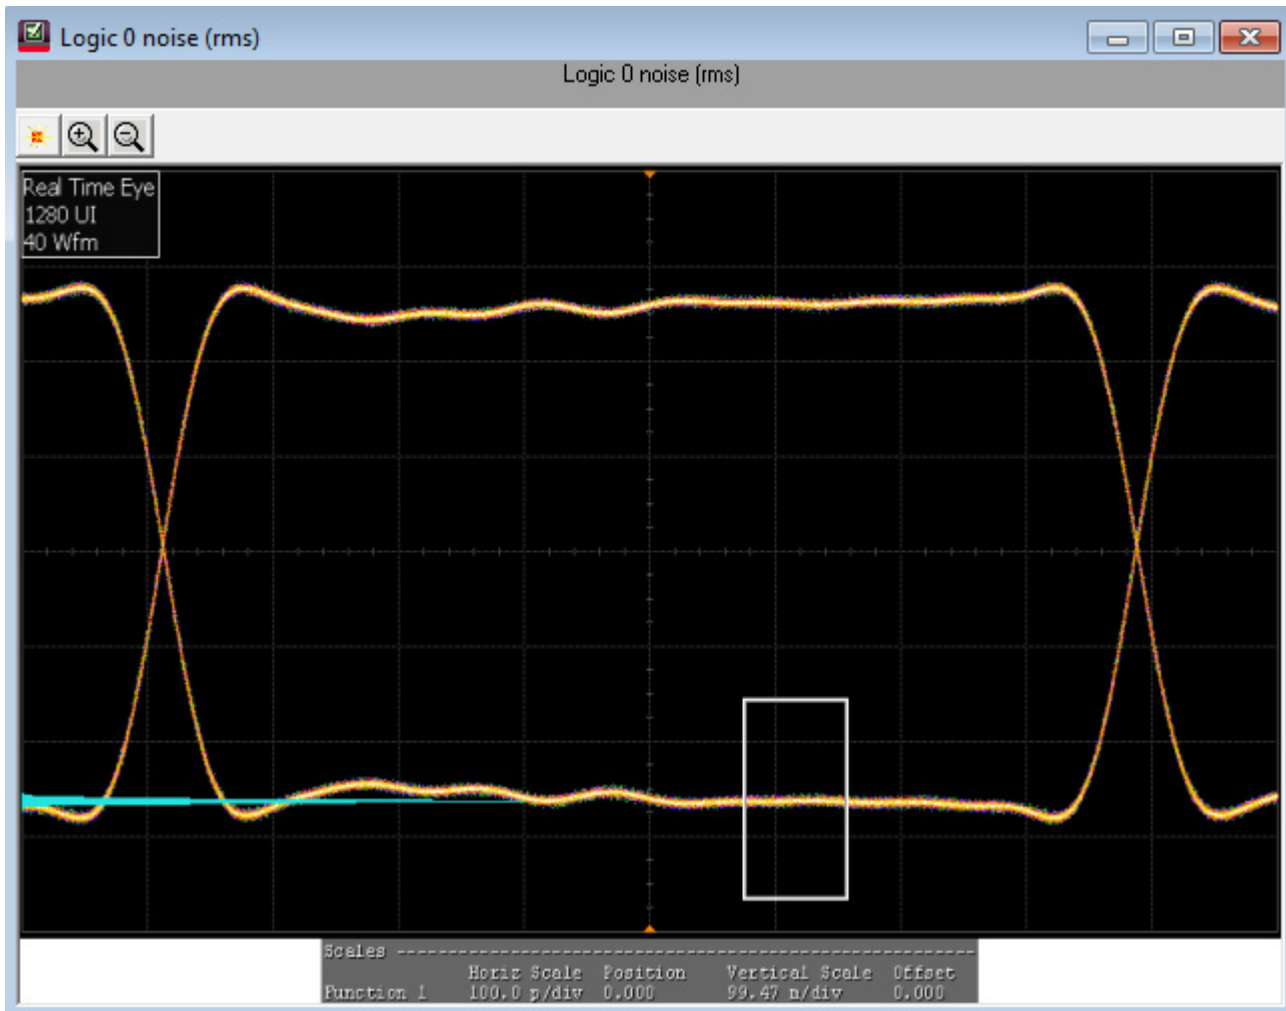 Logic 0 noise (rms)
Logic 0 noise (rms)
Real Time Eye
1280 UI
40 Wfm
Scales -----------------------------------------------------
Horiz Scale Position Vertical Scale Offset
Function 1 100.0 p/div 0.000 99.47 m/div 0.000